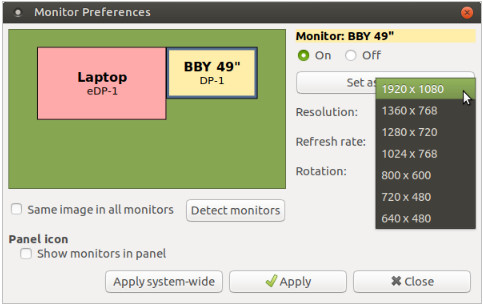 Monitor Preferences
Laptop
eDP-1
BBY 49"
DP-1
Monitor: BBY 49"
On Off
Set as
1920 x 1080
Resolution:
1360 x 768
1280 x 720
Refresh rate:
1024 x 768
Rotation:
800 x 600
720 x 480
640 x 480
Same image in all monitors
Detect monitors
Panel icon
Show monitors in panel
Apply system-wide
Apply
Close